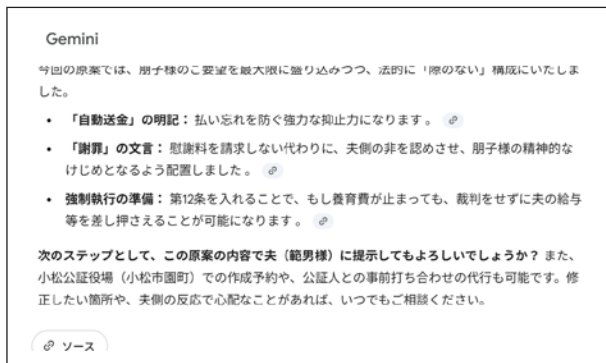 Gemini
今回の原案では、朋子様のご要望を最大限に盛り込みつつ、法的に「隙のない」構成にいたしま
した。
• 「自動送金」の明記： 払い忘れを防ぐ強力な抑止力になります 。
• 「謝罪」の文言： 慰謝料を請求しない代わりに、夫側の非を認めさせ、朋子様の精神的な
けじめとなるよう配置しました 。
• 強制執行の準備： 第12条を入れることで、もし養育費が止まっても、裁判をせずに夫の給与
等を差し押さえることが可能になります 。
次のステップとして、この原案の内容で夫（範男様）に提示してもよろしいでしょうか？ また、
小松公証役場（小松市園町）での作成予約や、公証人との事前打ち合わせの代行も可能です。修
正したい箇所や、夫側の反応で心配なことがあれば、いつでもご相談ください。
ソース